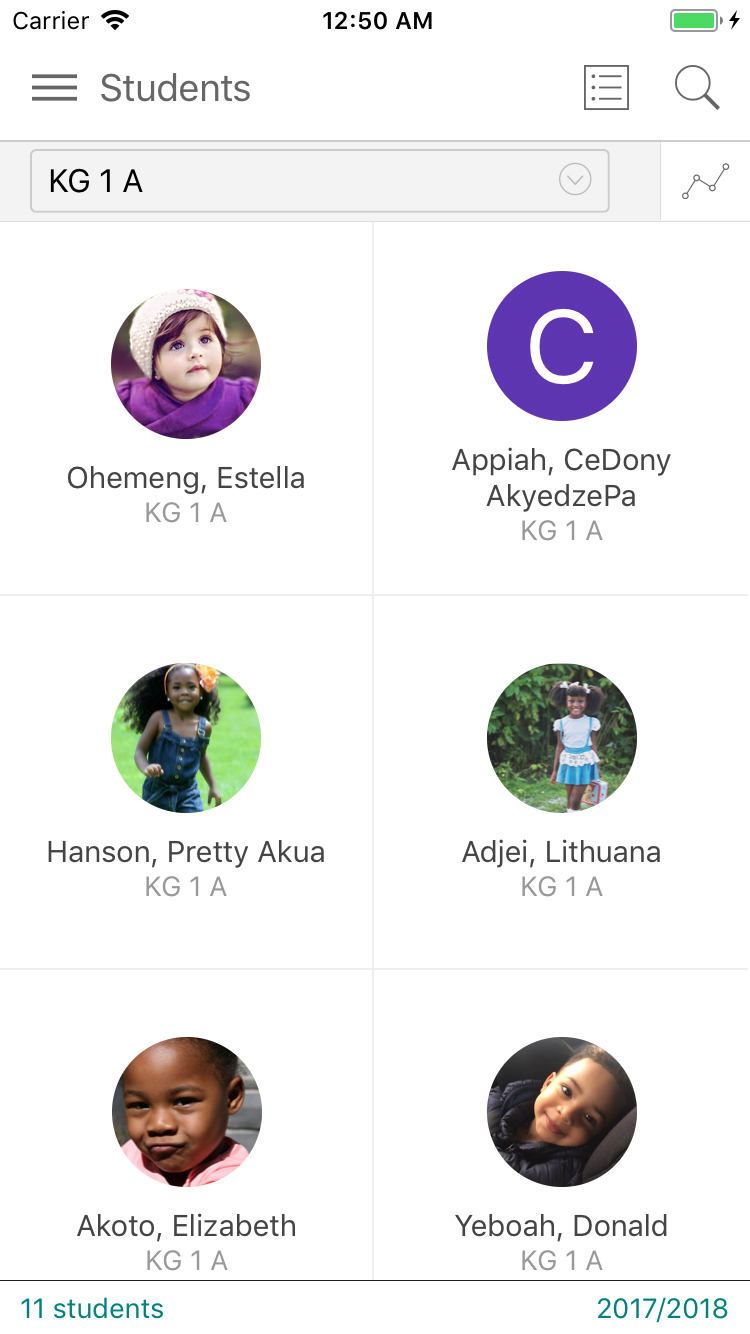 Carrier 12:50 AM
Students
KG 1 A
Ohemeng, Estella
KG 1 A
C
Appiah, CeDony
AkyedzePa
KG 1 A
Hanson, Pretty Akua
KG 1 A
Adjei, Lithuana
KG 1 A
Akoto, Elizabeth
KG 1 A
Yeboah, Donald
KG 1 A
11 students 2017/2018